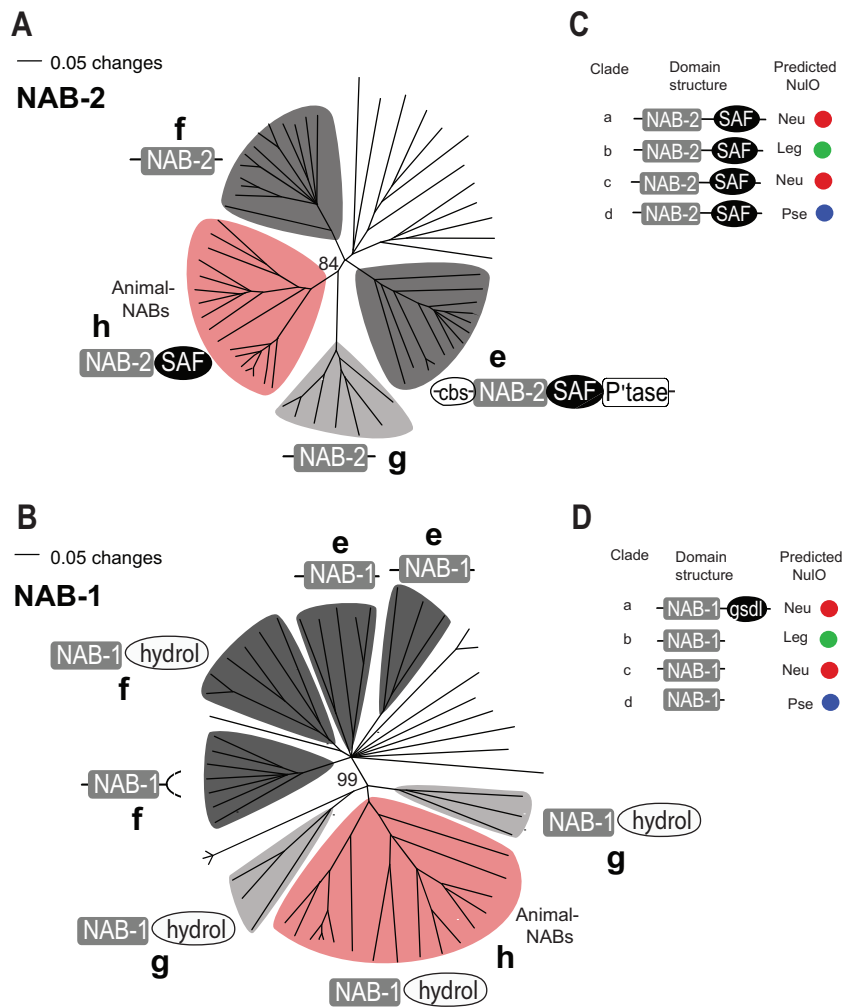 A
0.05 changes
NAB-2
f
NAB-2
84
Animal-
NABs
h
NAB-2 SAF
e
cbs NAB-2 SAF P'tase
NAB-2 g
B
0.05 changes
NAB-1
e
NAB-1
e
NAB-1
NAB-1 hydrol
f
NAB-1
f
99
NAB-1 hydrol
g
NAB-1 hydrol
g
Animal-
NABs
h
NAB-1 hydrol
C
Clade Domain structure Predicted NulO
a NAB-2 SAF Neu
b NAB-2 SAF Leg
c NAB-2 SAF Neu
d NAB-2 SAF Pse
D
Clade Domain structure Predicted NulO
a NAB-1 gsdl Neu
b NAB-1 Leg
c NAB-1 Neu
d NAB-1 Pse